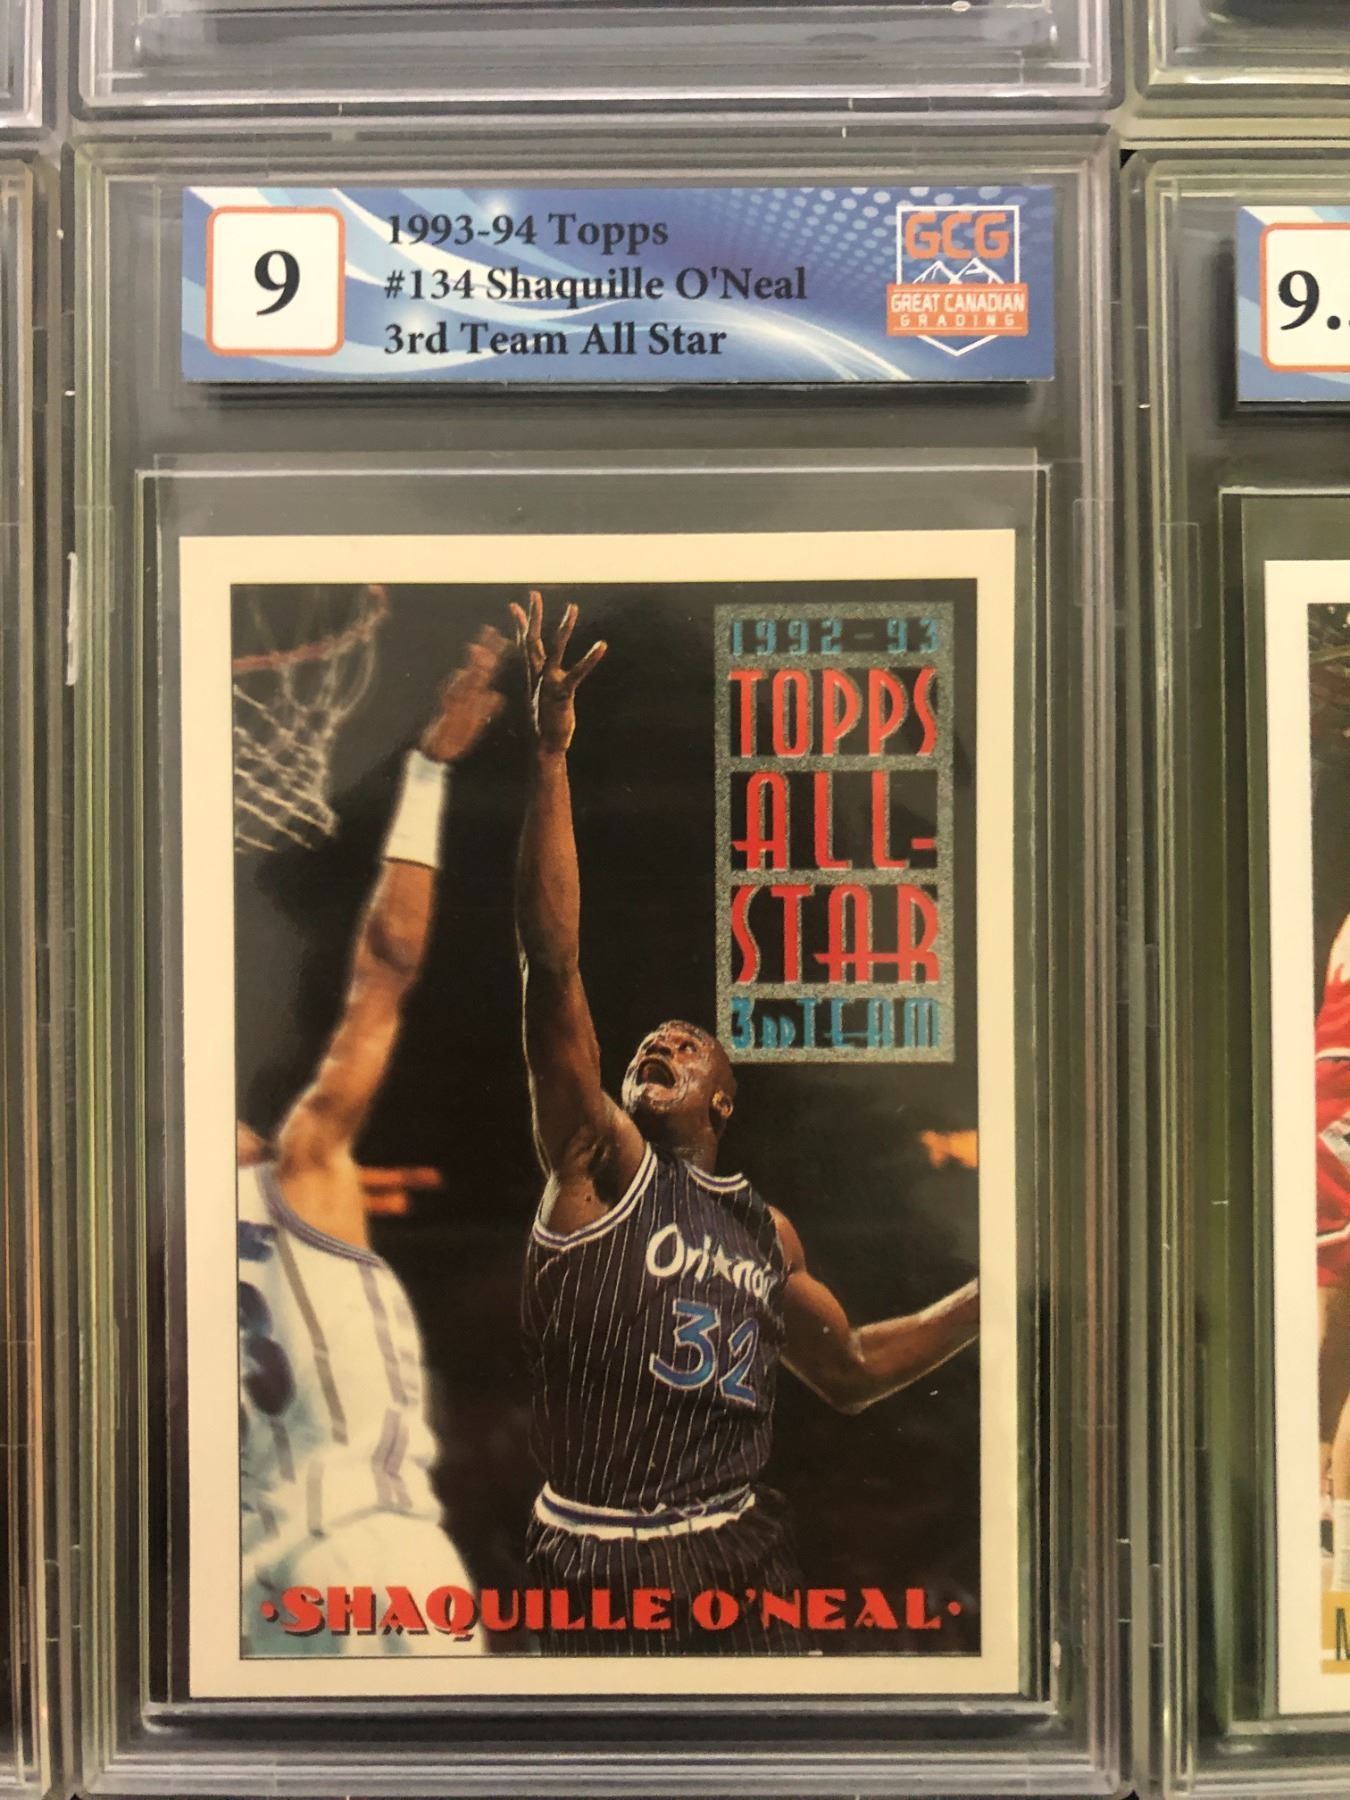 9
1993-94 Topps
#134 Shaquille O'Neal
3rd Team All Star
GCG
GREAT CANADIAN
GRADING
9.
1992-93
TOPPS
ALL-
STAR
3RD TEAM
Orlando
32
·SHAQUILLE O'NEAL·